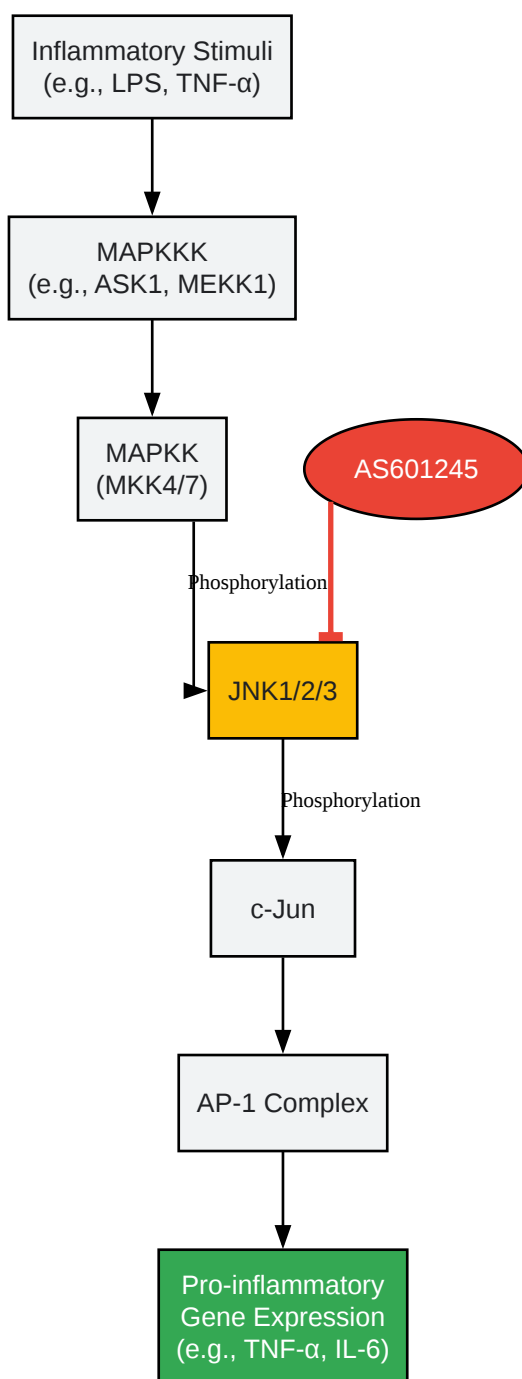 Inflammatory Stimuli
(e.g., LPS, TNF-α)
MAPKKK
(e.g., ASK1, MEKK1)
MAPKK
(MKK4/7)
AS601245
Phosphorylation
JNK1/2/3
Phosphorylation
c-Jun
AP-1 Complex
Pro-inflammatory
Gene Expression
(e.g., TNF-α, IL-6)